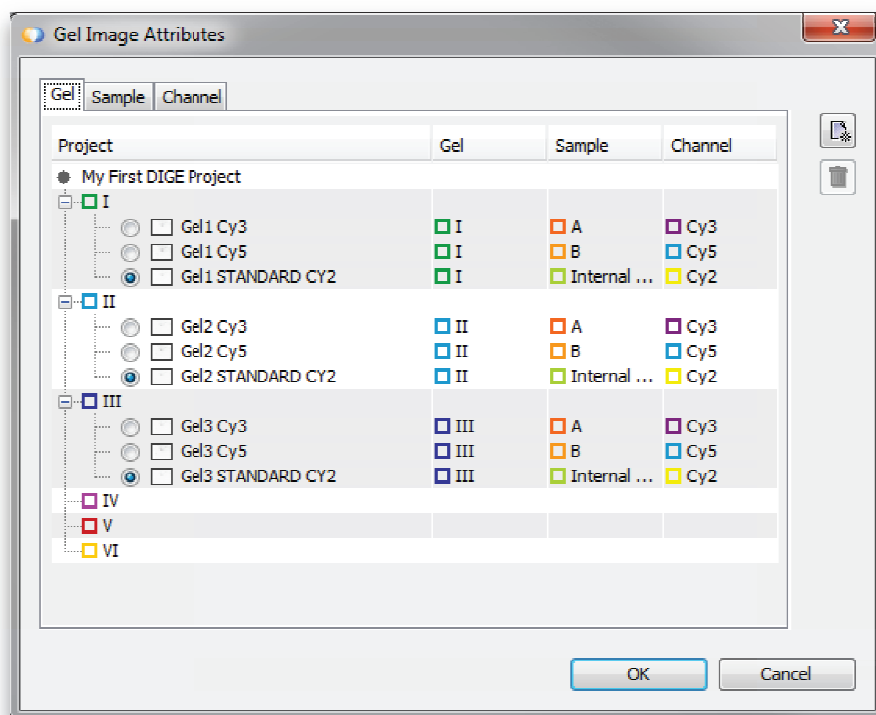 Gel Image Attributes
Gel Sample Channel
Project Gel Sample Channel
My First DIGE Project
I
Gel1 Cy3 I A Cy3
Gel1 Cy5 I B Cy5
Gel1 STANDARD CY2 I Internal ... Cy2
II
Gel2 Cy3 II A Cy3
Gel2 Cy5 II B Cy5
Gel2 STANDARD CY2 II Internal ... Cy2
III
Gel3 Cy3 III A Cy3
Gel3 Cy5 III B Cy5
Gel3 STANDARD CY2 III Internal ... Cy2
IV
V
VI
OK Cancel